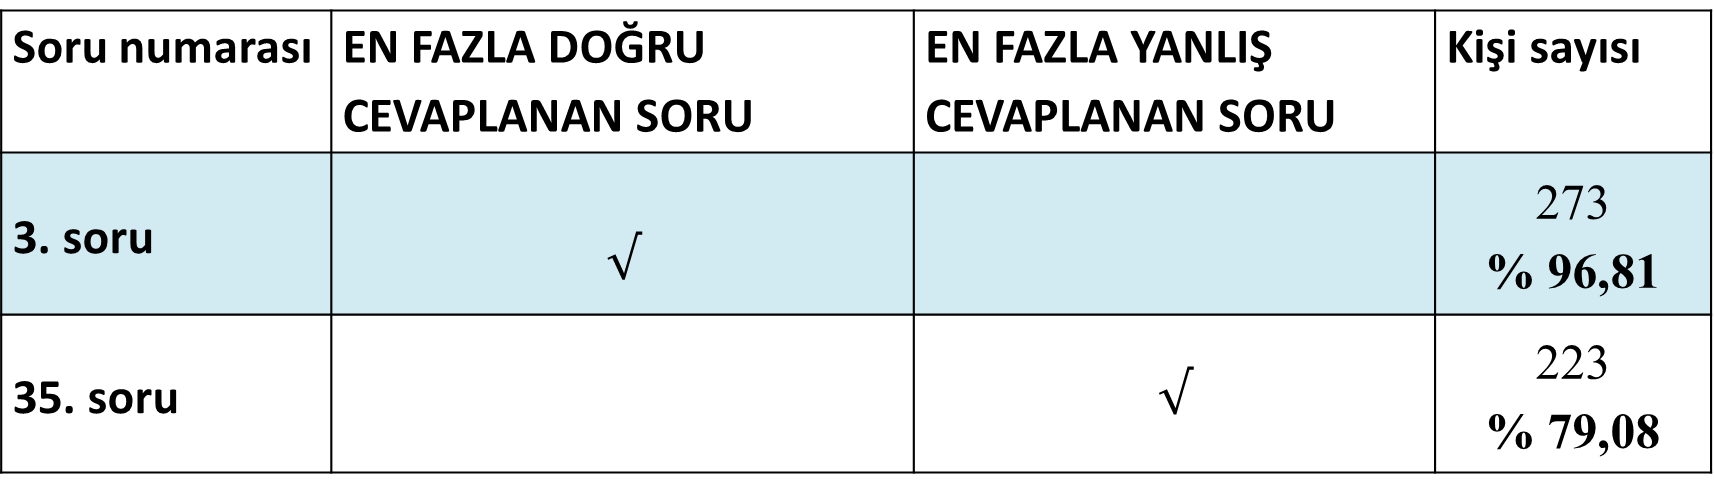 Soru numarası
EN FAZLA DOĞRU
CEVAPLANAN SORU
EN FAZLA YANLIŞ
CEVAPLANAN SORU
Kişi sayısı
3. soru
√
273
% 96,81
35. soru
√
223
% 79,08